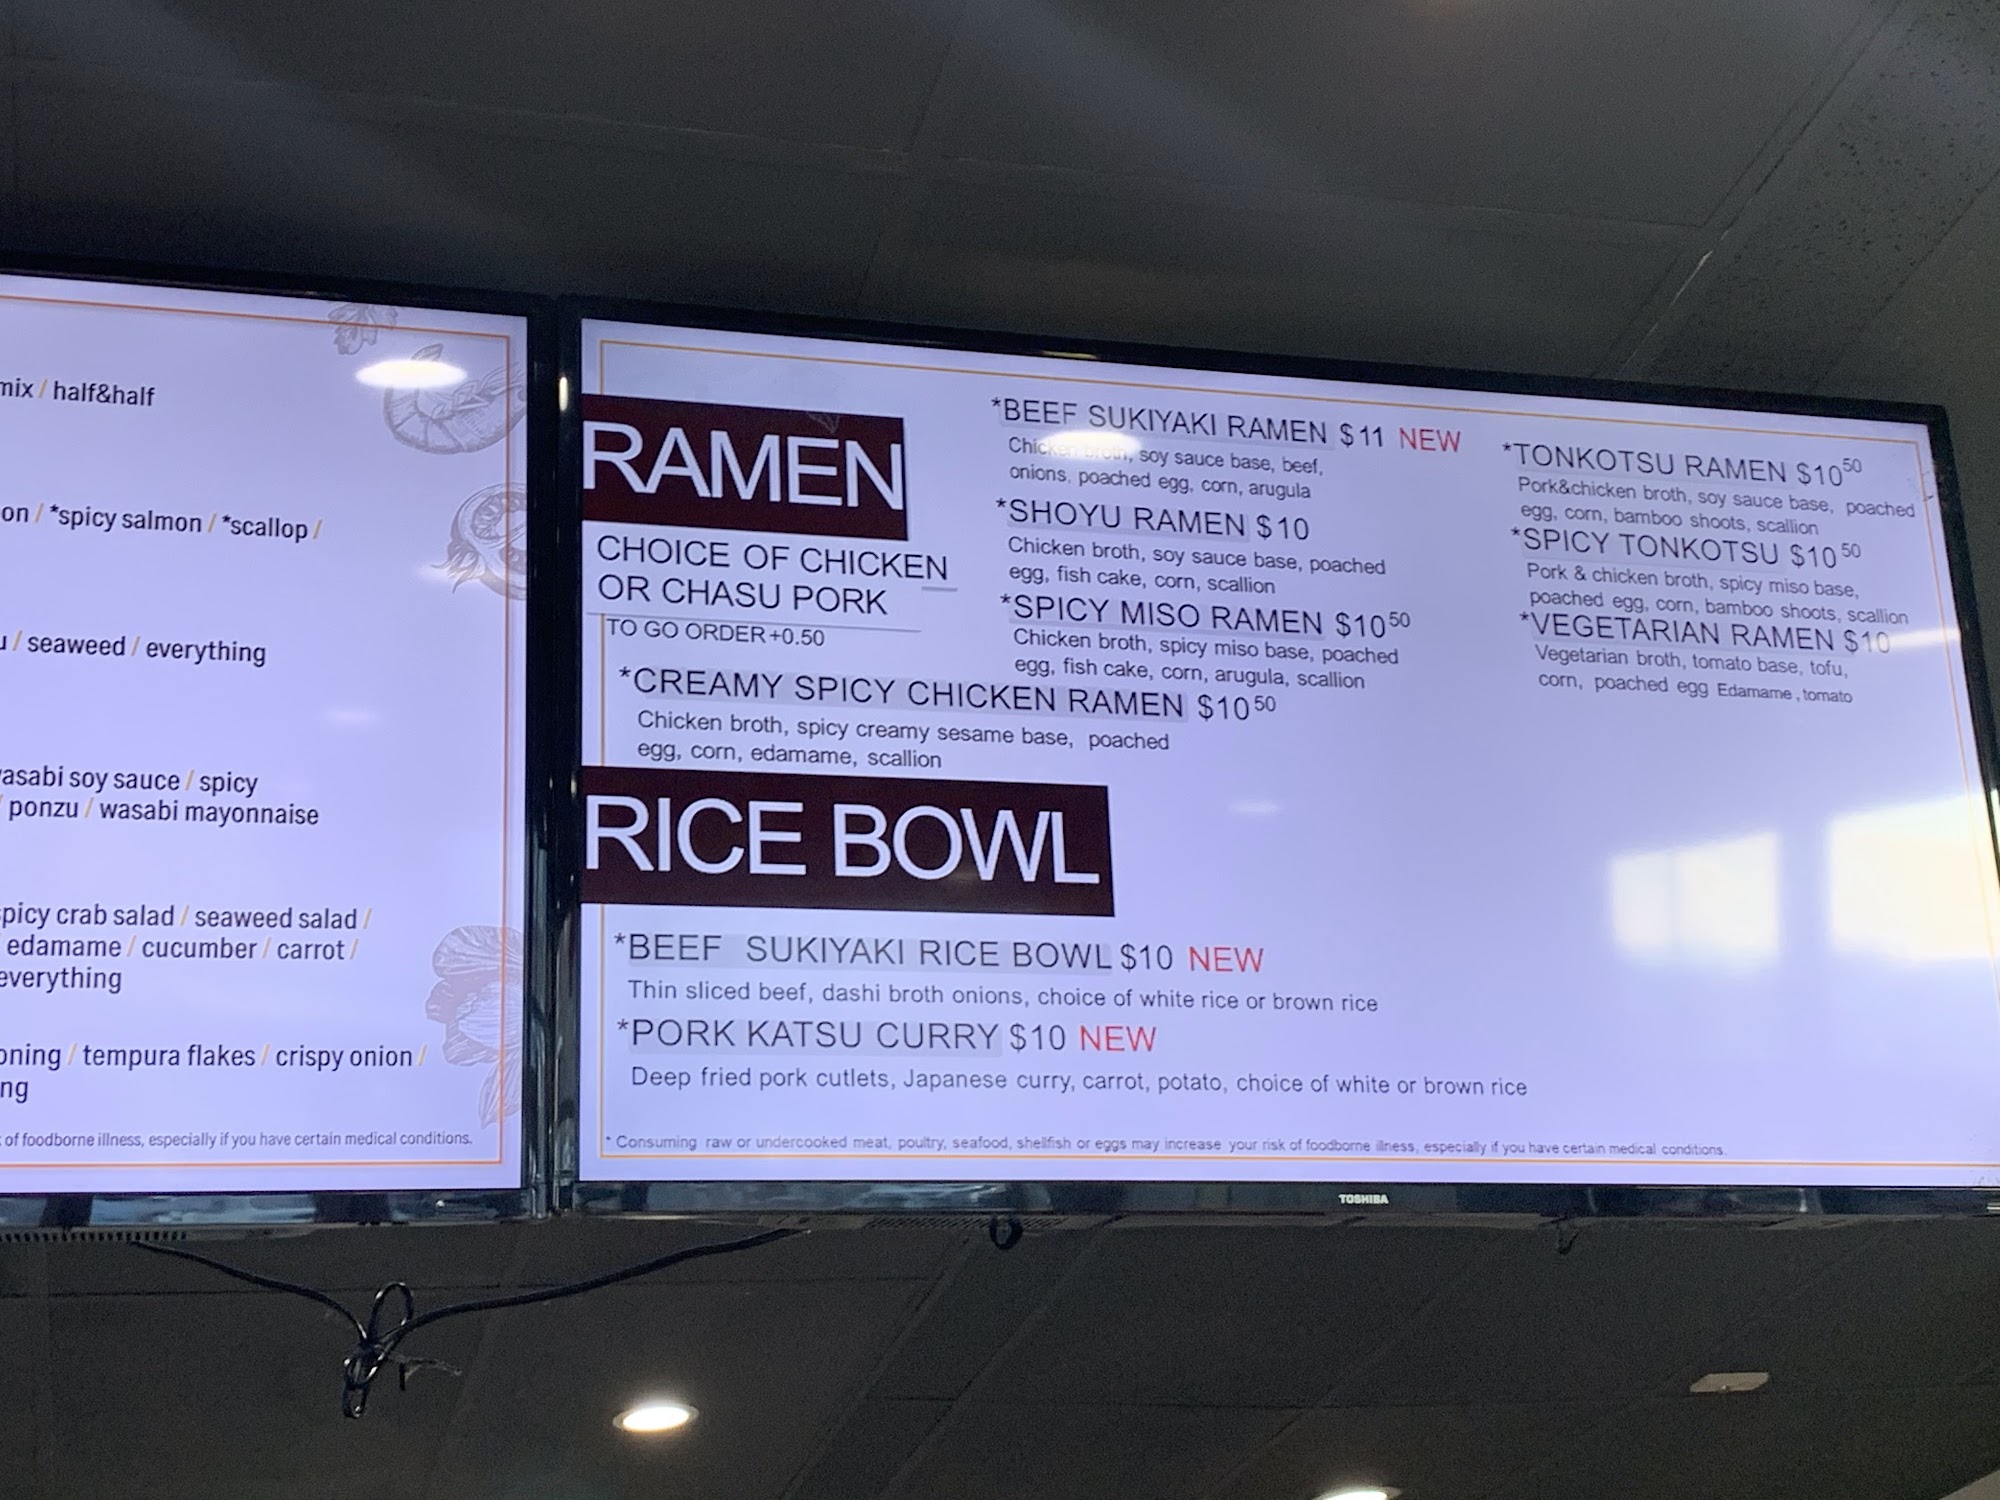 mix / half&half
on / *spicy salmon / *scallop /
/ seaweed / everything
asabi soy sauce / spicy
/ ponzu / wasabi mayonnaise
picy crab salad / seaweed salad /
edamame / cucumber / carrot /
everything
oning / tempura flakes / crispy onion /
ng
of foodborne illness, especially if you have certain medical conditions.
RAMEN
CHOICE OF CHICKEN
OR CHASU PORK
TO GO ORDER+0.50
*BEEF SUKIYAKI RAMEN $11 NEW
Chicken broth, soy sauce base, beef,
onions, poached egg, corn, arugula
*SHOYU RAMEN $10
Chicken broth, soy sauce base, poached
egg, fish cake, corn, scallion
*SPICY MISO RAMEN $10 50
Chicken broth, spicy miso base, poached
egg, fish cake, corn, arugula, scallion
*CREAMY SPICY CHICKEN RAMEN $10 50
Chicken broth, spicy creamy sesame base, poached
egg, corn, edamame, scallion
*TONKOTSU RAMEN $10 50
Pork&chicken broth, soy sauce base, poached
egg, corn, bamboo shoots, scallion
*SPICY TONKOTSU $10 50
Pork & chicken broth, spicy miso base,
poached egg, corn, bamboo shoots, scallion
*VEGETARIAN RAMEN $10
Vegetarian broth, tomato base, tofu,
corn, poached egg Edamame , tomato
RICE BOWL
*BEEF SUKIYAKI RICE BOWL $10 NEW
Thin sliced beef, dashi broth onions, choice of white rice or brown rice
*PORK KATSU CURRY $10 NEW
Deep fried pork cutlets, Japanese curry, carrot, potato, choice of white or brown rice
* Consuming raw or undercooked meat, poultry, seafood, shellfish or eggs may increase your risk of foodborne illness, especially if you have certain medical conditions.
TOSHIBA